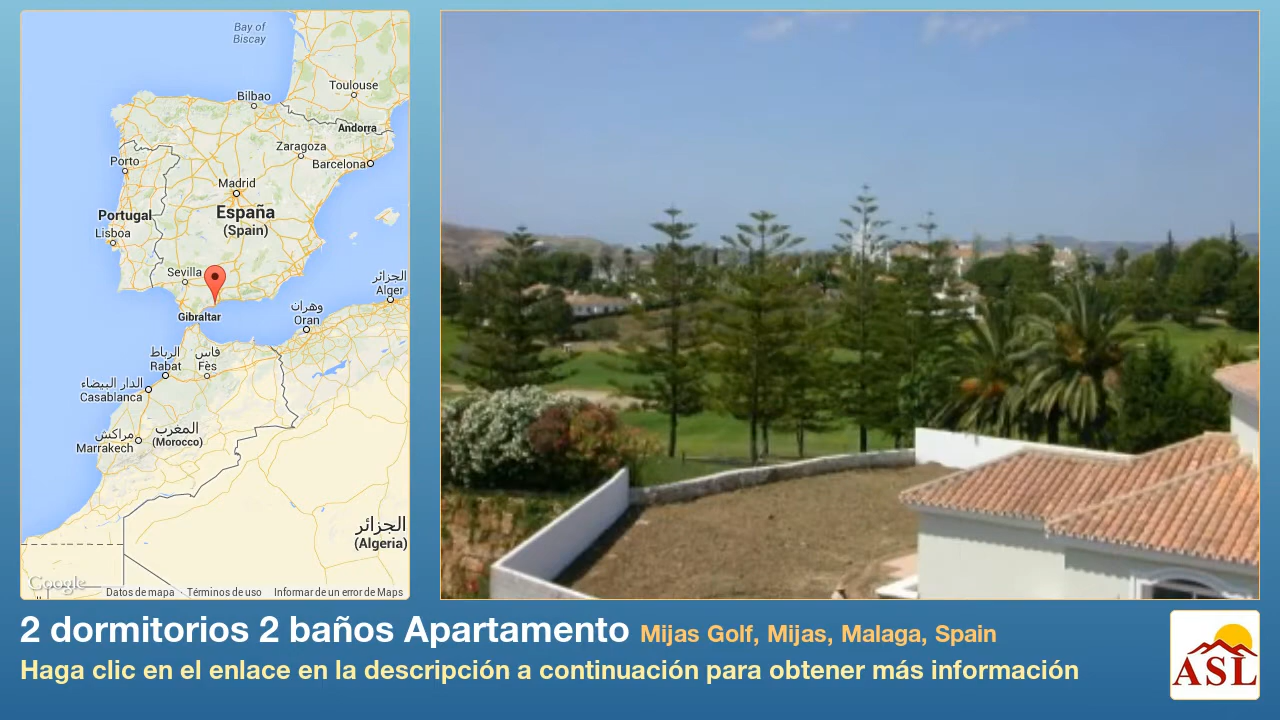 Bay of
Biscay
Toulouse
Bilbao
Andorra
Zaragoza
Porto
Barcelona
Madrid
Portugal
España
(Spain)
Lisboa
Sevilla
الجزائر
Alger
وهران
Oran
Gibraltar
الرباط
Rabat
فاس
Fès
الدار البيضاء
Casablanca
المغرب
(Morocco)
مراكش
Marrakech
الجزائر
(Algeria)
Google
Datos de mapa · Términos de uso Informar de un error de Maps
2 dormitorios 2 baños Apartamento Mijas Golf, Mijas, Malaga, Spain
Haga clic en el enlace en la descripción a continuación para obtener más información
ASL